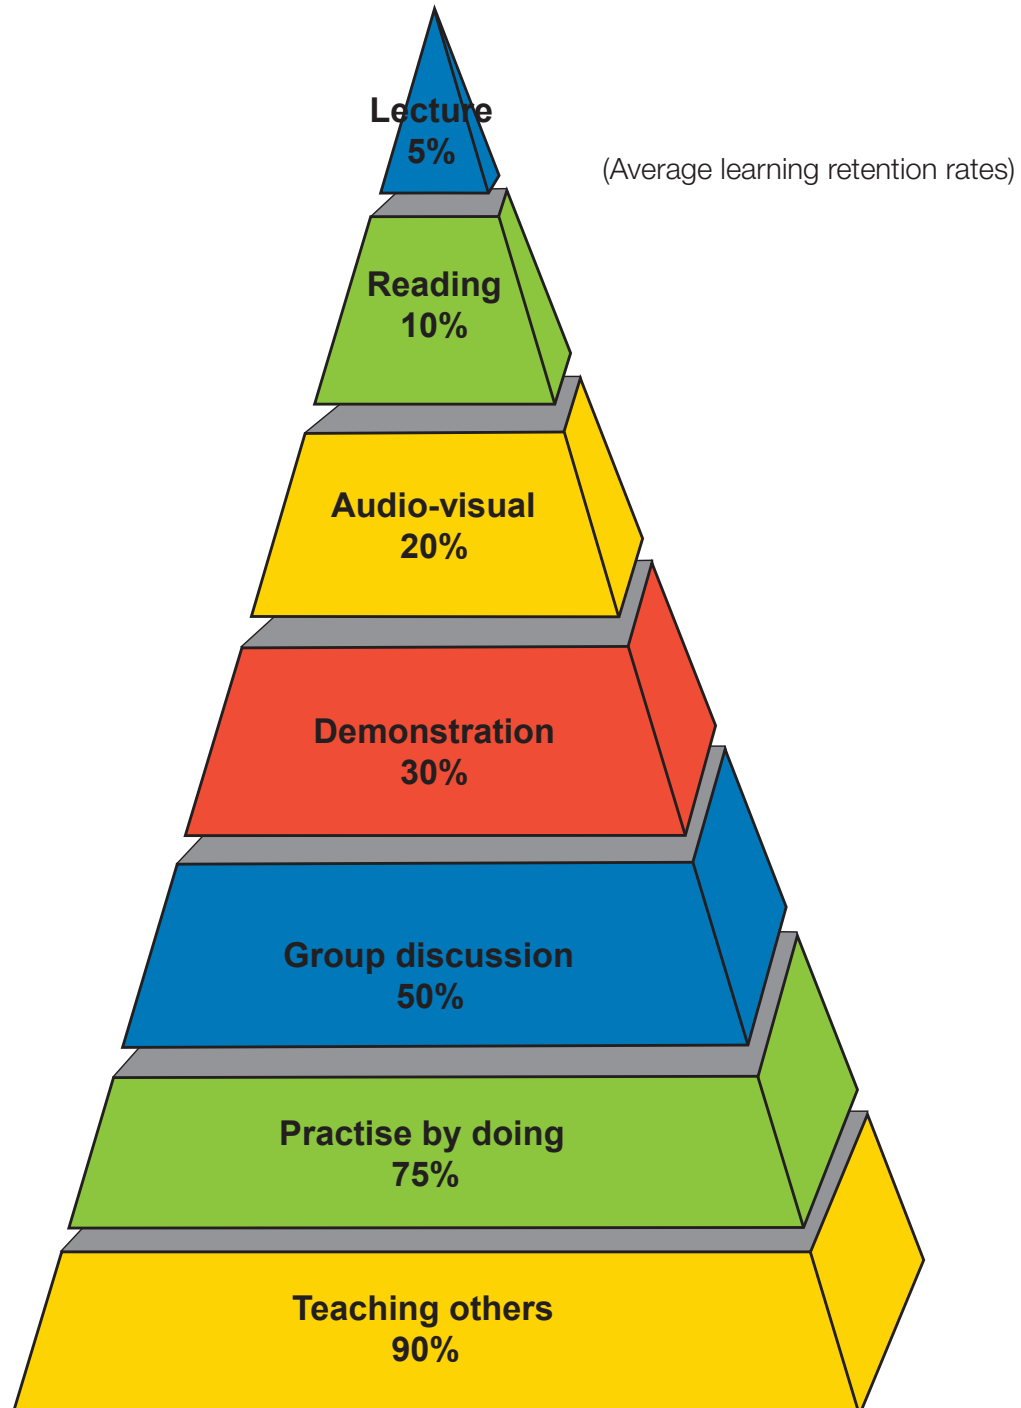 Lecture
5%
(Average learning retention rates)
Reading
10%
Audio-visual
20%
Demonstration
30%
Group discussion
50%
Practise by doing
75%
Teaching others
90%